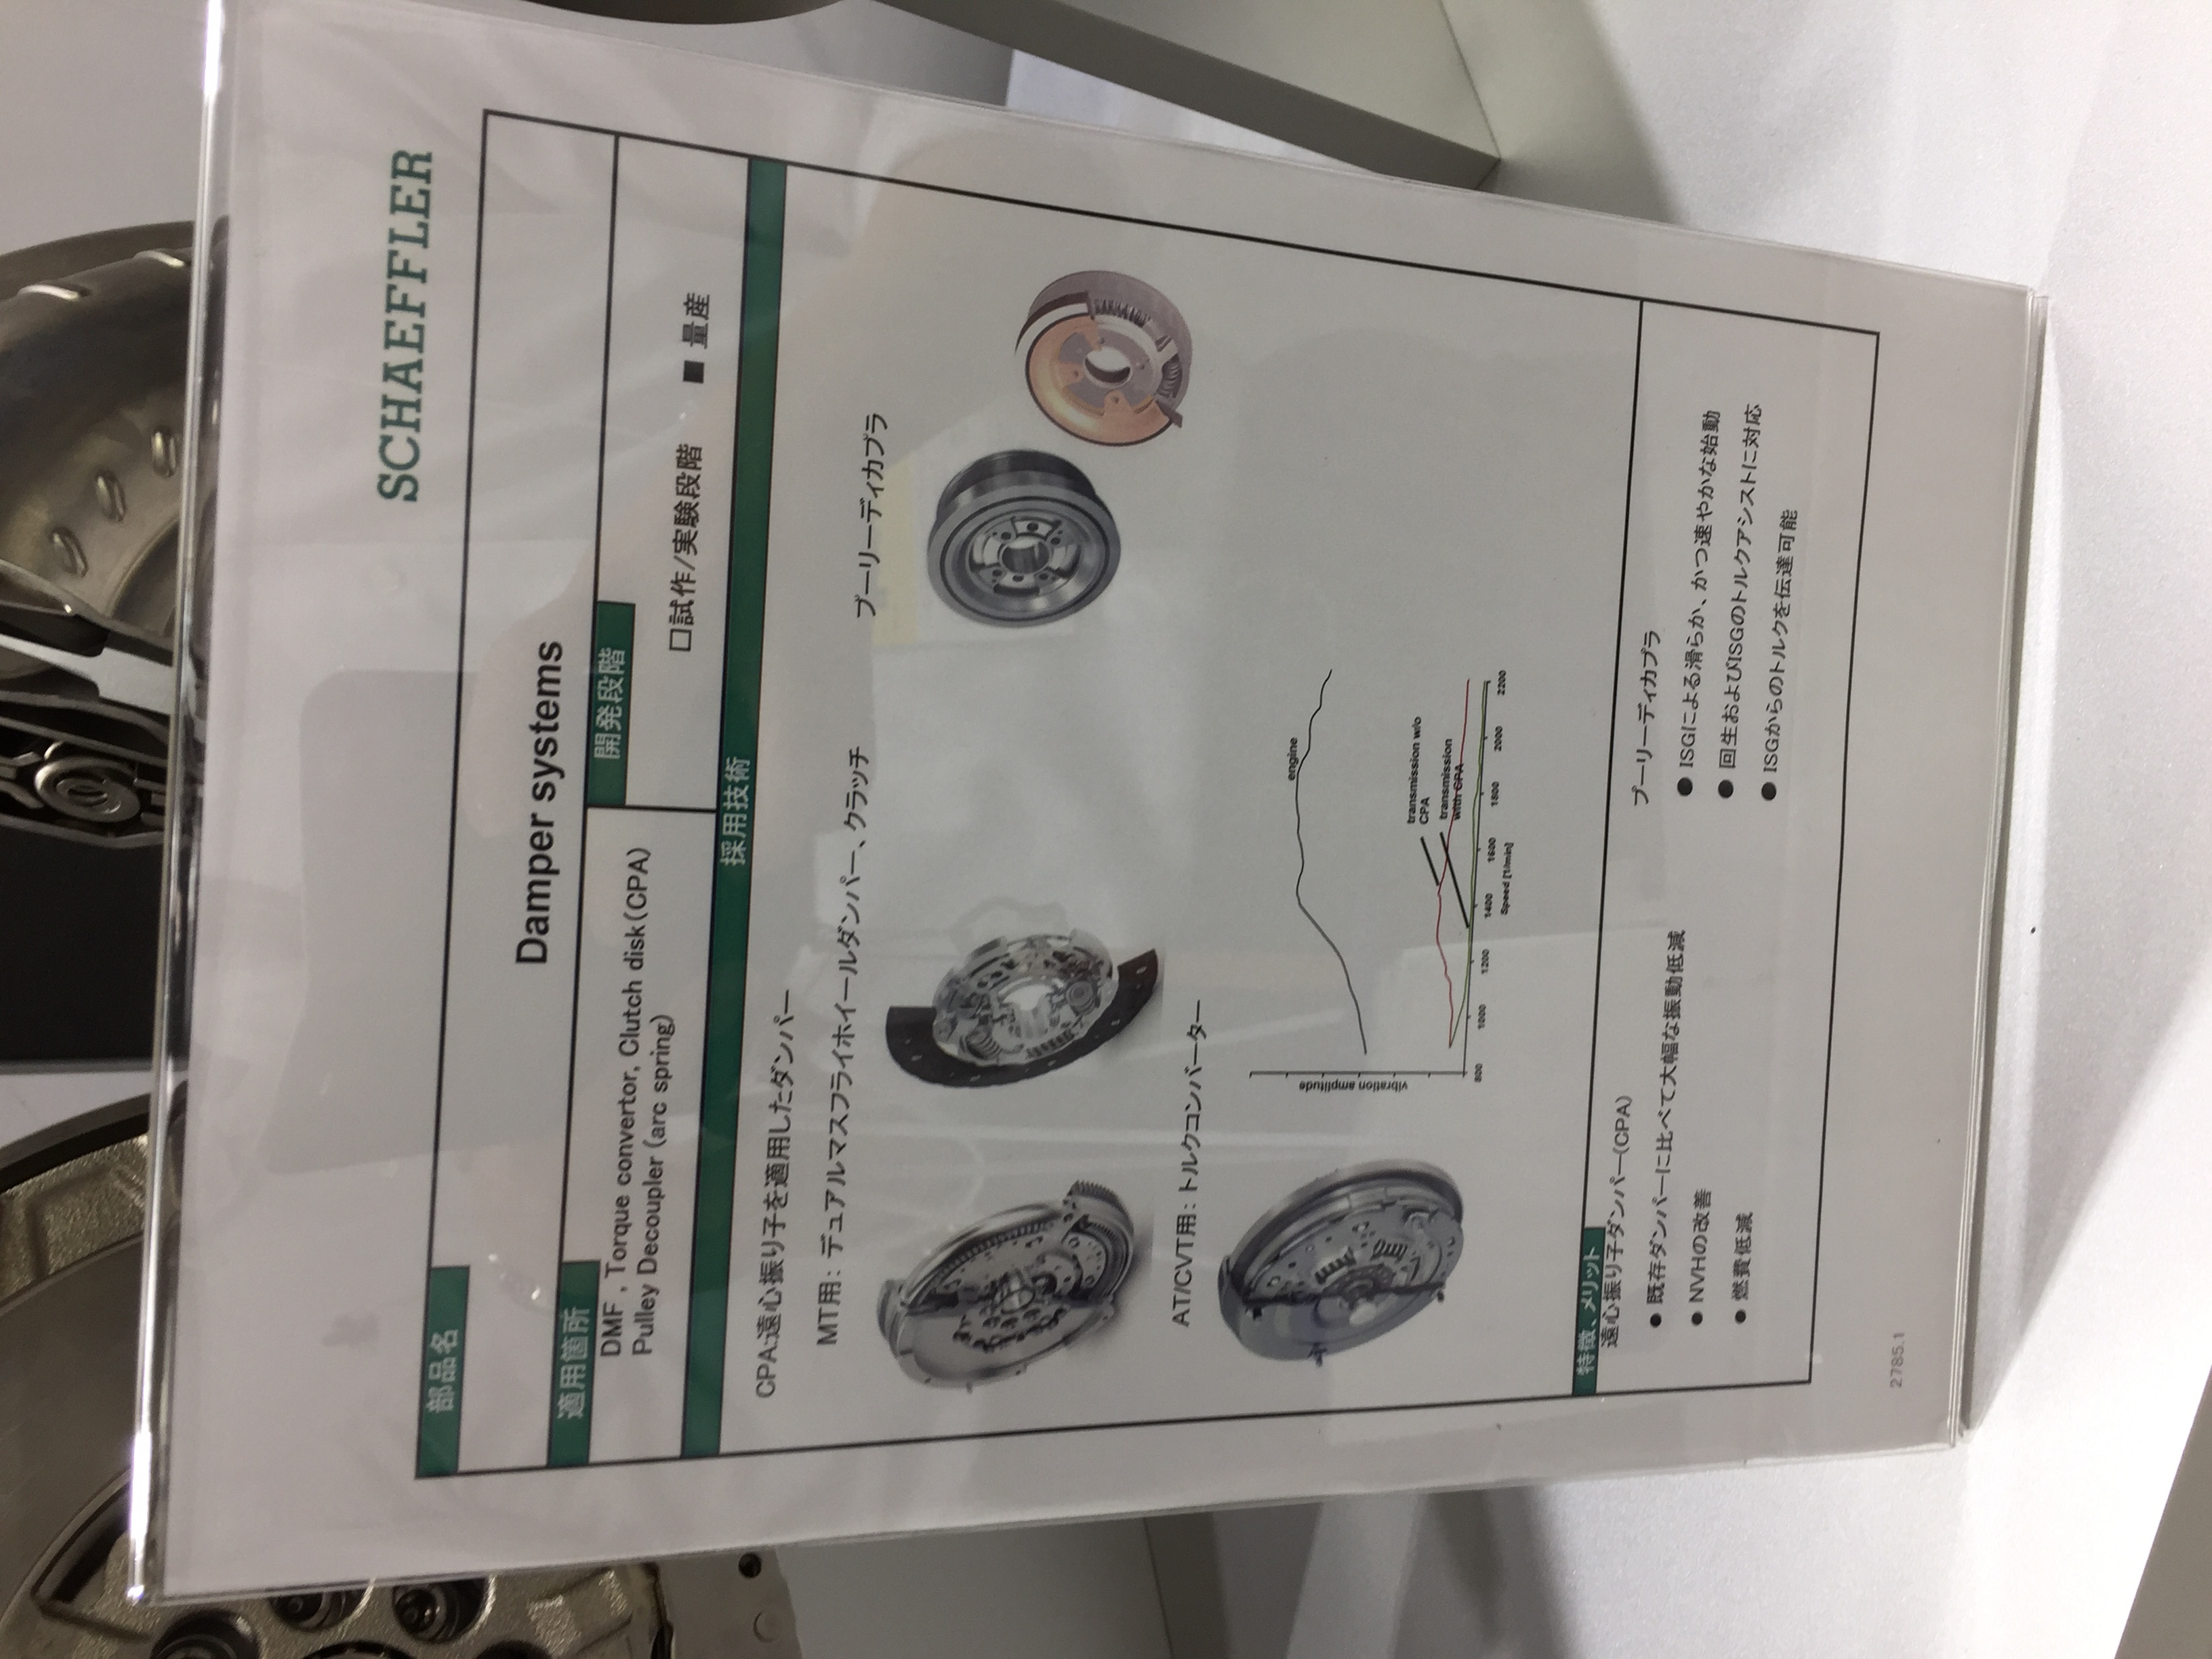 SCHAEFFLER
部品名
Damper systems
適用箇所
DMF , Torque convertor, Clutch disk(CPA)
Pulley Decoupler (arc spring)
開発段階
□試作/実験段階 ■ 量産
採用技術
CPA:遠心振り子を適用したダンパー
MT用: デュアルマスフライホイールダンパー、クラッチ
プーリーディカプラ
AT/CVT用: トルクコンバーター
vibration amplitude
engine
transmission w/o
CPA
transmission
with CPA
800 1000 1200 1400 1600 1800 2000 2200
Speed [1/min]
特徴、メリット
遠心振り子ダンパー(CPA)
● 既存ダンパーに比べて大幅な振動低減
● NVHの改善
● 燃費低減
プーリーディカプラ
● ISGによる滑らか、かつ速やかな始動
● 回生およびISGのトルクアシストに対応
● ISGからのトルクを伝達可能
2785.1